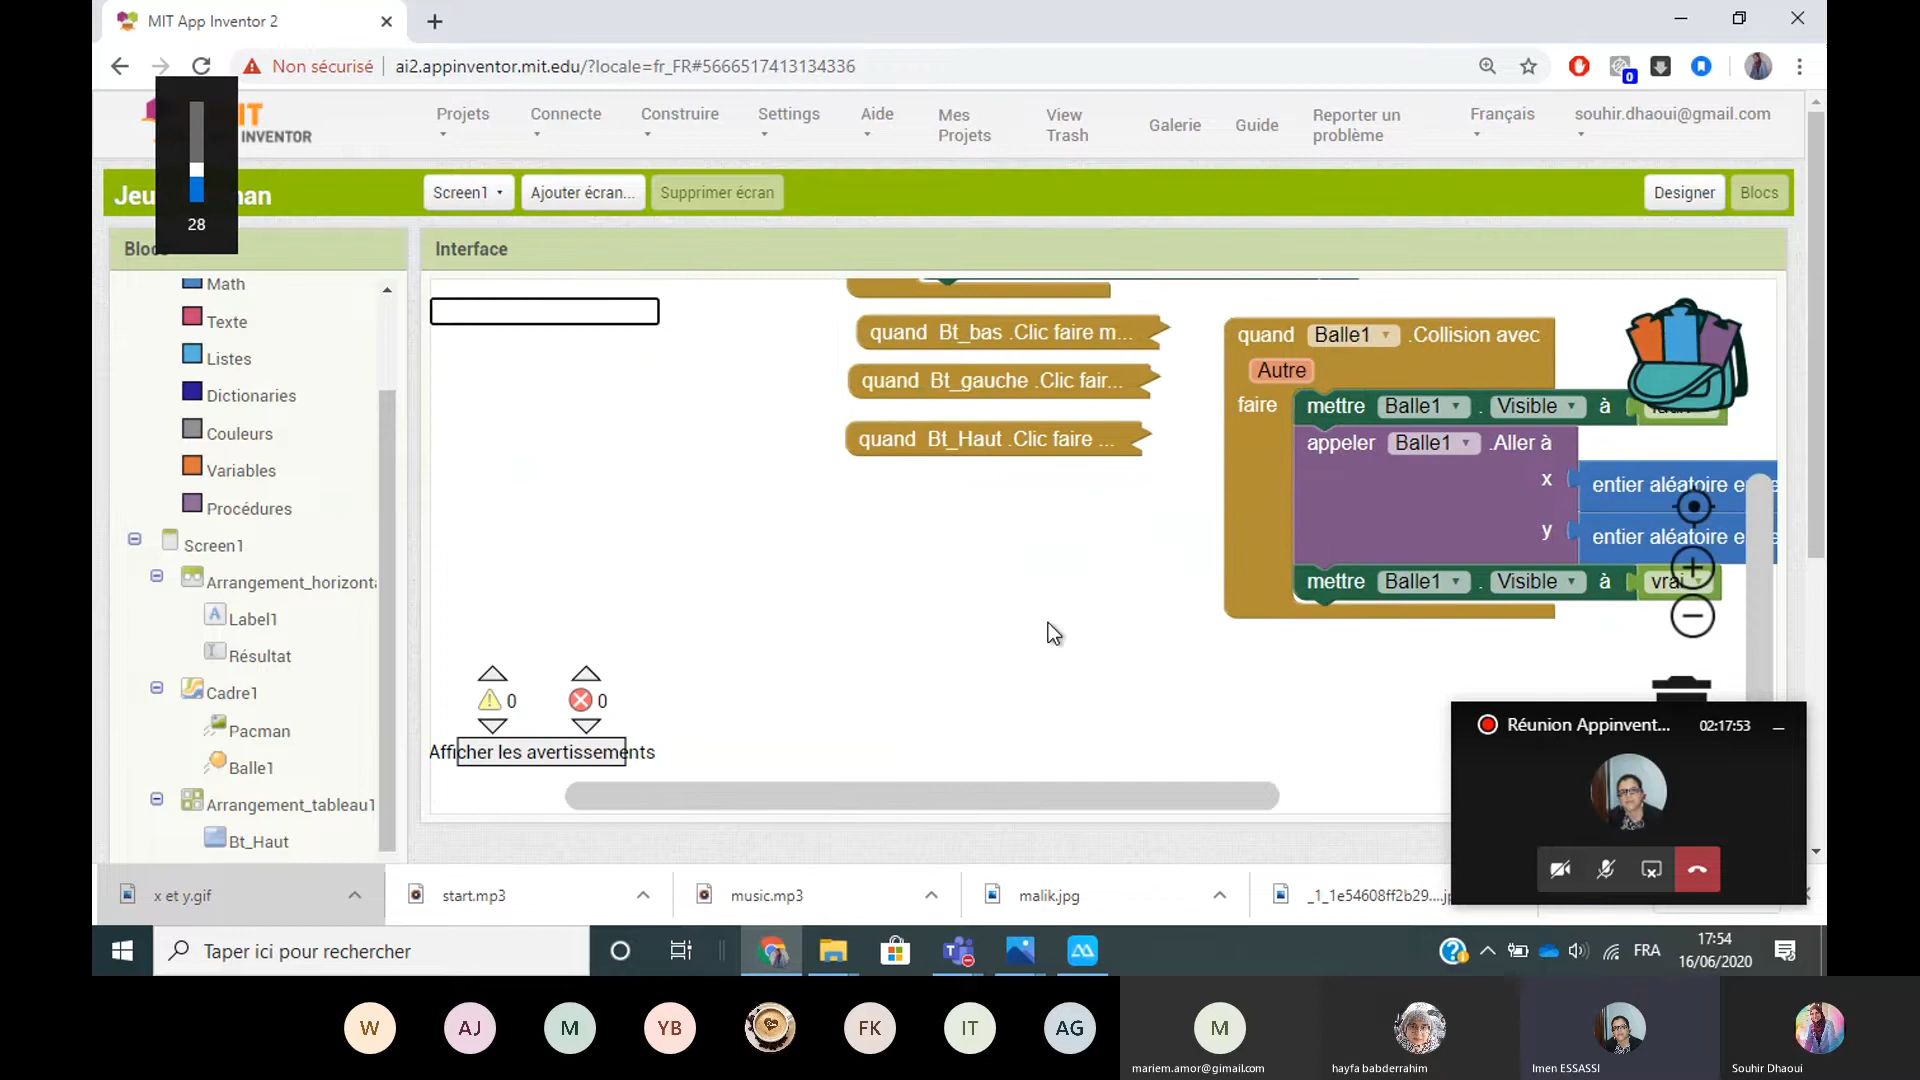 MIT App Inventor 2
Non sécurisé
ai2.appinventor.mit.edu/?locale=fr_FR#5666517413134336
0
IT
INVENTOR
Projets
Connecte
Construire
Settings
Aide
Mes
Projets
View
Trash
Galerie
Guide
Reporter un
problème
Français
souhir.dhaoui@gmail.com
28
Screen1
Ajouter écran...
Supprimer écran
Designer
Blocs
Interface
Math
Texte
Listes
Dictionaries
Couleurs
Variables
Procédures
Screen1
Label1
Résultat
Cadre1
Pacman
Balle1
Arrangement_tableau1
Bt_Haut
quand Bt_bas .Clic faire m...
quand Bt_gauche .Clic fair...
quand Bt_Haut .Clic faire ...
quand Balle1 .Collision avec
Autre
faire mettre Balle1 . Visible à
appeler Balle1 .Aller à
x entier aléatoire
y entier aléatoire
mettre Balle1 . Visible à vrai
0 0
Afficher les avertissements
Réunion Appinvent... 02:17:53
x et y.gif
start.mp3
music.mp3
malik.jpg
_1_1e54608ff2b29....
Taper ici pour rechercher
FRA
17:54
16/06/2020
W AJ M YB FK IT AG M
mariem.amor@gimail.com
hayfa babderrahim
Imen ESSASSI
Souhir Dhaoui